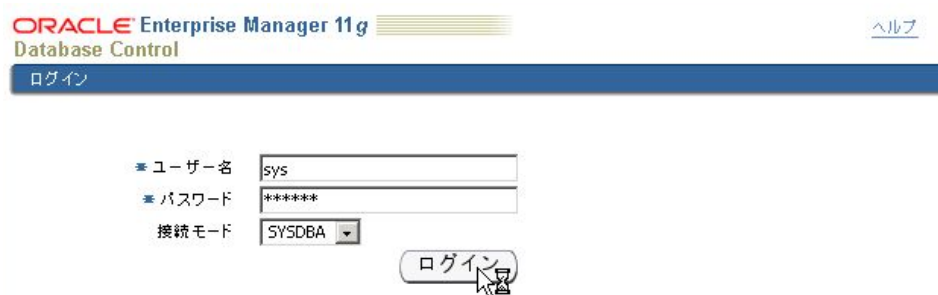 ORACLE Enterprise Manager 11g
Database Control
ヘルプ
ログイン
* ユーザー名 sys
* パスワード ******
接続モード SYSDBA
ログイン